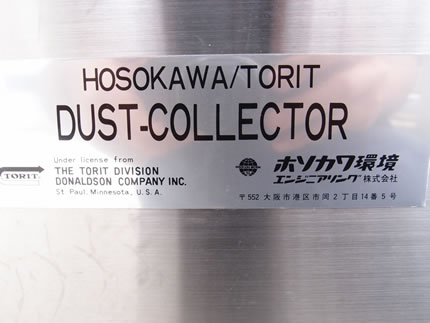 HOSOKAWA/TORIT
DUST-COLLECTOR
TORIT
Under license from
THE TORIT DIVISION
DONALDSON COMPANY INC.
St. Paul. Minnesota, U.S.A.
ホソカワ環境
エンジニアリング株式会社
〒552 大阪市港区市岡2丁目14番5号